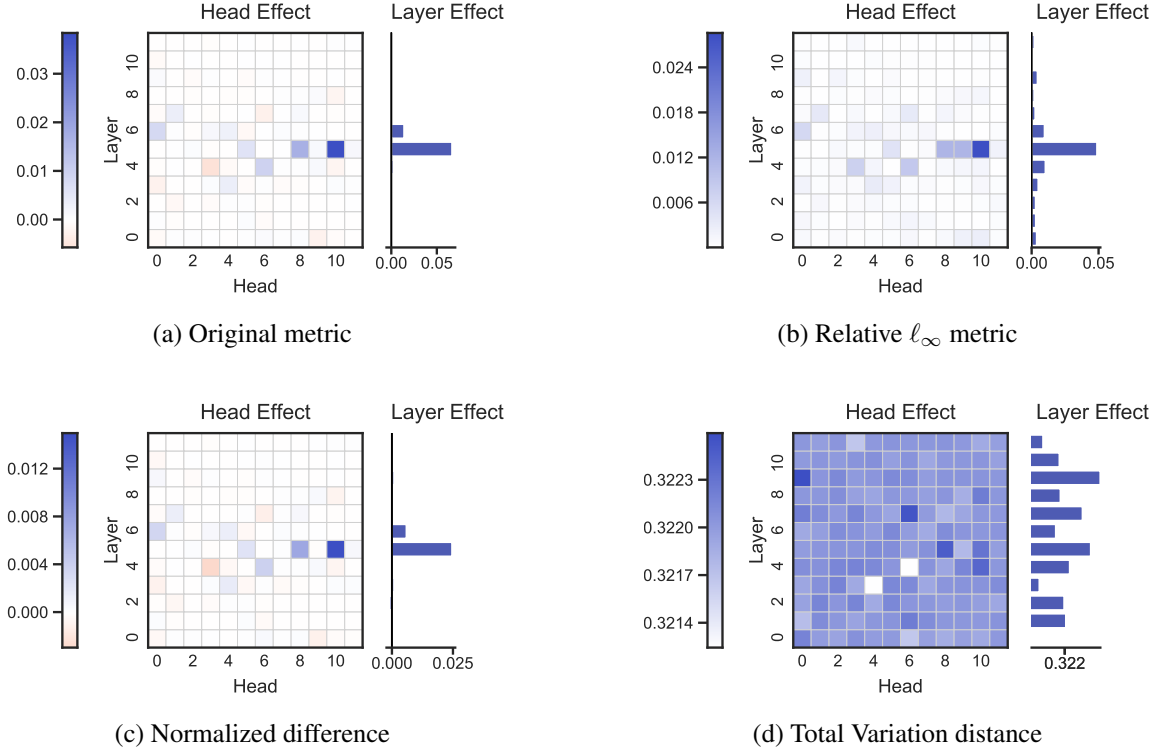 Head Effect
Layer Effect
0.03
0.02
0.01
0.00
Layer
10
8
6
4
2
0
0 2 4 6 8 10
Head
0.00 0.05
(a) Original metric
Head Effect
Layer Effect
0.024
0.018
0.012
0.006
Layer
10
8
6
4
2
0
0 2 4 6 8 10
Head
0.00 0.05
(b) Relative ℓ∞ metric
Head Effect
Layer Effect
0.012
0.008
0.004
0.000
Layer
10
8
6
4
2
0
0 2 4 6 8 10
Head
0.000 0.025
(c) Normalized difference
Head Effect
Layer Effect
0.3223
0.3220
0.3217
0.3214
Layer
10
8
6
4
2
0
0 2 4 6 8 10
Head
0.322
(d) Total Variation distance